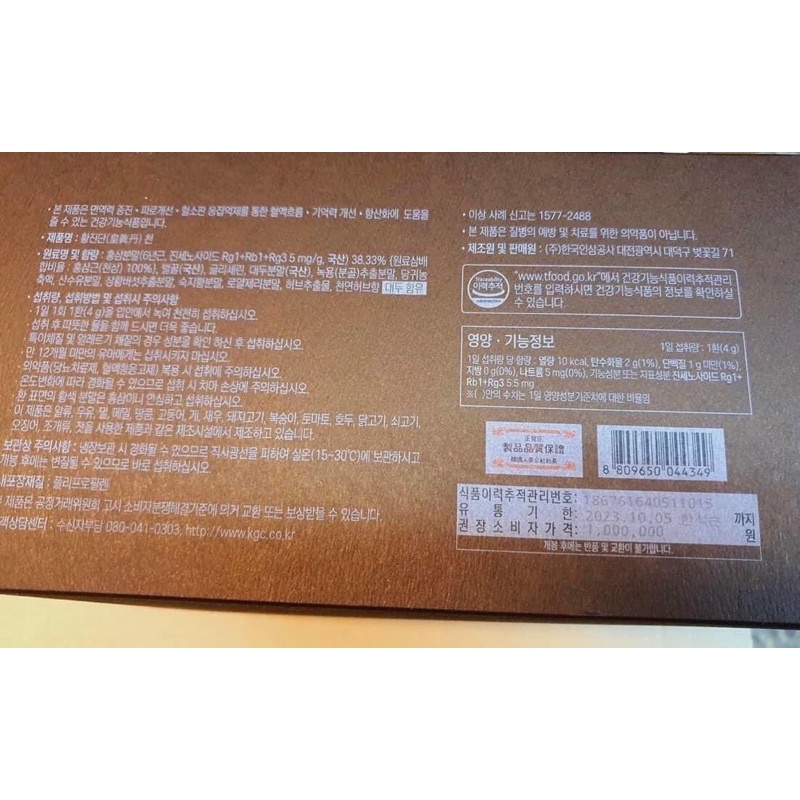 • 본 제품은 면역력 증진 • 피로개선 • 혈소판 응집억제를 통한 혈액흐름 • 기억력 개선 • 항산화에 도움을
줄 수 있는 건강기능식품입니다.
• 제품명 : 황진단(皇眞丹) 천
• 원료명 및 함량 : 홍삼분말(6년근, 진세노사이드 Rg1+Rb1+Rg3 5 mg/g, 국산) 38.33% {원료삼배
합비율 : 홍삼근(천삼) 100%}, 벌꿀(국산), 글리세린, 대두분말(국산), 녹용(분골)추출분말, 당귀농
축액, 산수유분말, 상황버섯추출분말, 숙지황분말, 로얄제리분말, 허브추출물, 천연허브향 대두 함유
• 섭취량, 섭취방법 및 섭취시 주의사항
· 1일 1회 1환(4 g)을 입안에서 녹여 천천히 섭취하십시오.
· 섭취 후 따뜻한 물을 함께 드시면 더욱 좋습니다.
· 특이체질 및 알레르기 체질의 경우 성분을 확인 하신 후 섭취하십시오.
· 만 12개월 미만의 유아에게는 섭취시키지 마십시오.
· 의약품(당뇨치료제, 혈액항응고제) 복용 시 섭취에 주의하십시오.
· 온도변화에 따라 경화될 수 있으므로 섭취 시 치아 손상에 주의하십시오.
· 환 표면의 황색 분말은 홍삼이니 안심하고 섭취하십시오.
· 이 제품은 알류, 우유, 밀, 메밀, 땅콩, 고등어, 게, 새우, 돼지고기, 복숭아, 토마토, 호두, 닭고기, 쇠고기,
오징어, 조개류, 잣을 사용한 제품과 같은 제조시설에서 제조하고 있습니다.
보관상 주의사항 : 냉장보관 시 경화될 수 있으므로 직사광선을 피하여 실온(15~30℃)에 보관하시고,
개봉 후에는 변질될 수 있으므로 바로 섭취하십시오.
내포장재질 : 폴리프로필렌
본 제품은 공정거래위원회 고시 소비자분쟁해결기준에 의거 교환 또는 보상받을 수 있습니다.
객상담센터 : 수신자부담 080-041-0303, http://www.kgc.co.kr
• 이상 사례 신고는 1577-2488
• 본 제품은 질병의 예방 및 치료를 위한 의약품이 아닙니다.
• 제조원 및 판매원 : (주)한국인삼공사 대전광역시 대덕구 벚꽃길 71
Traceability
이력추적
"www.tfood.go.kr"에서 건강기능식품이력추적관리
번호를 입력하시면 건강기능식품의 정보를 확인하실
수 있습니다.
영양 · 기능정보
1일 섭취량 : 1환(4 g)
1일 섭취량 당 함량 : 열량 10 kcal, 탄수화물 2 g(1%), 단백질 1 g 미만(1%),
지방 0 g(0%), 나트륨 5 mg(0%), 기능성분 또는 지표성분 진세노사이드 Rg1+
Rb1+Rg3 5.5 mg
※( )안의 수치는 1일 영양성분기준치에 대한 비율임
正官庄
製品品質保證
韓國人蔘公社社長
8 809650 044349
식품이력추적관리번호: 186751640511015
유 통 기 한: 2023.10.05 까지
권 장 소 비 자 가 격: 1,000,000 원
개봉 후에는 반품 및 교환이 불가합니다.